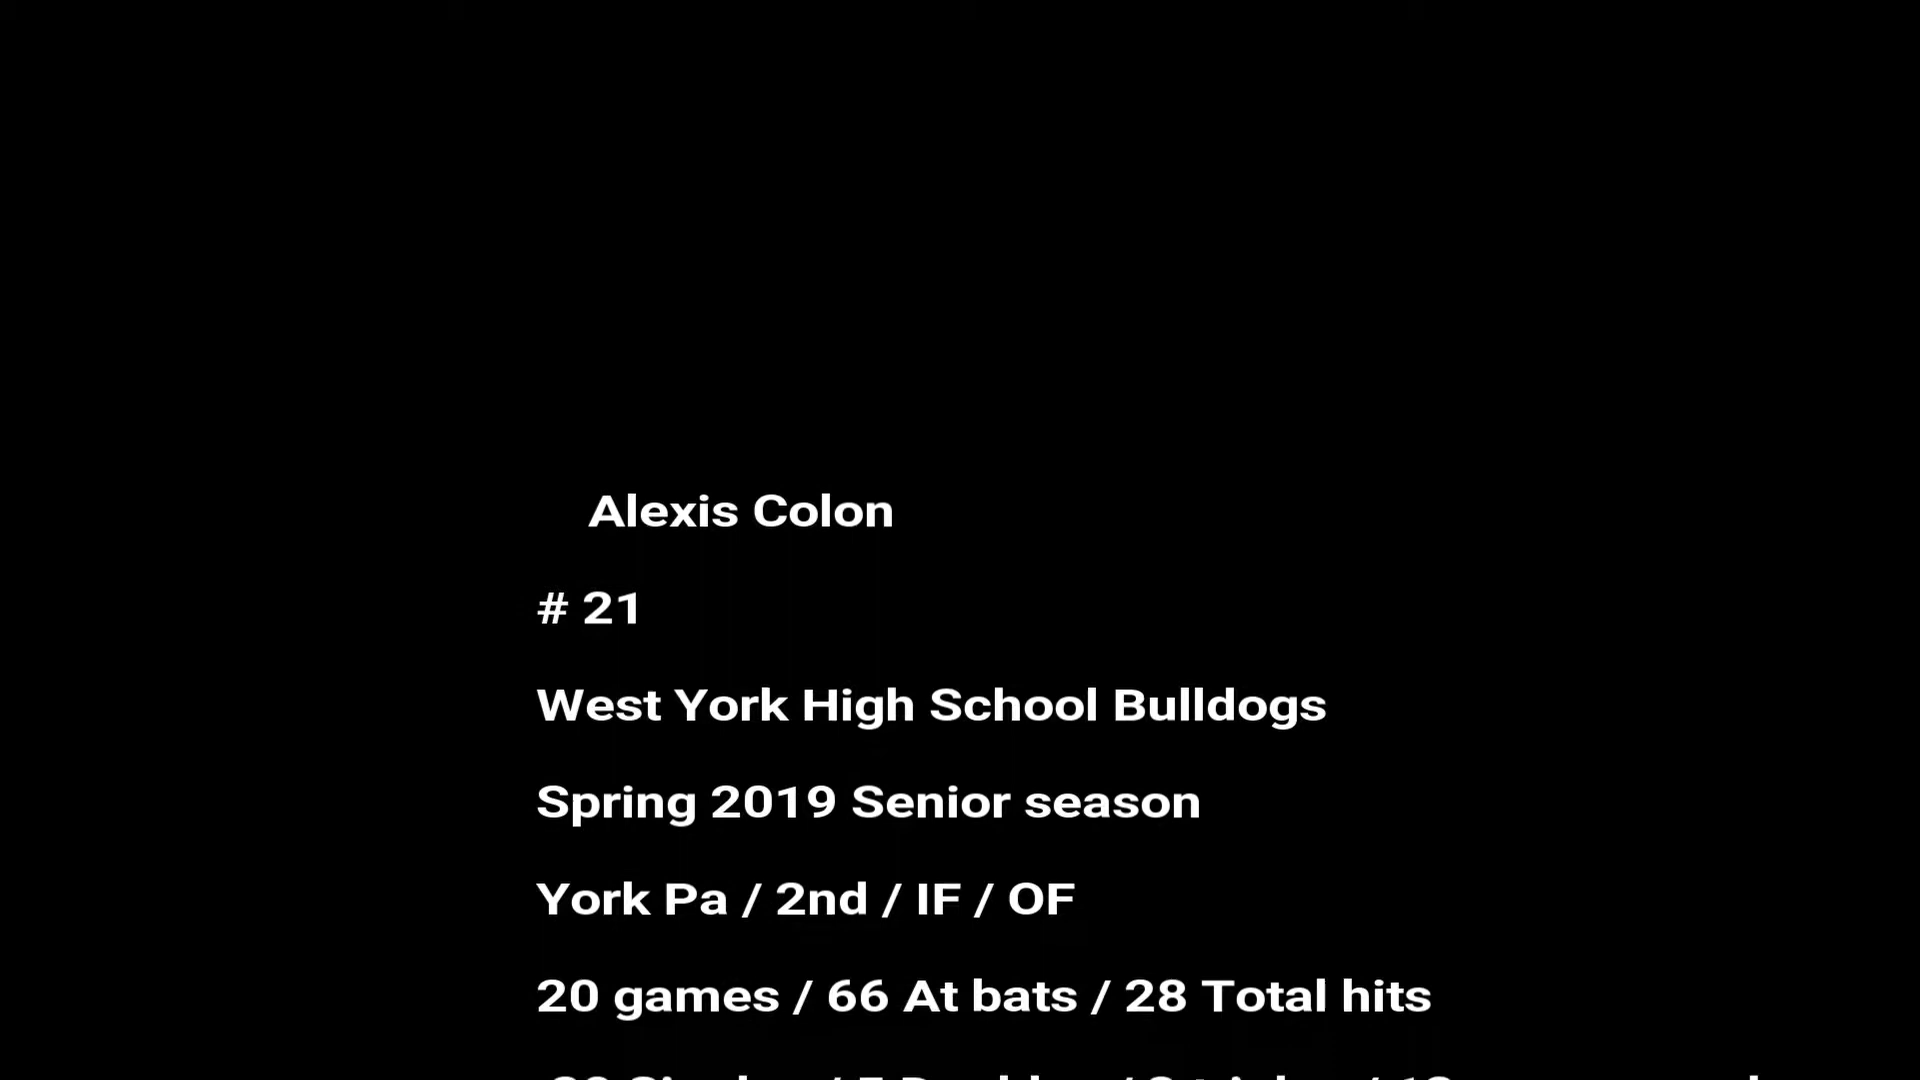 Alexis Colon
# 21
West York High School Bulldogs
Spring 2019 Senior season
York Pa / 2nd / IF / OF
20 games / 66 At bats / 28 Total hits